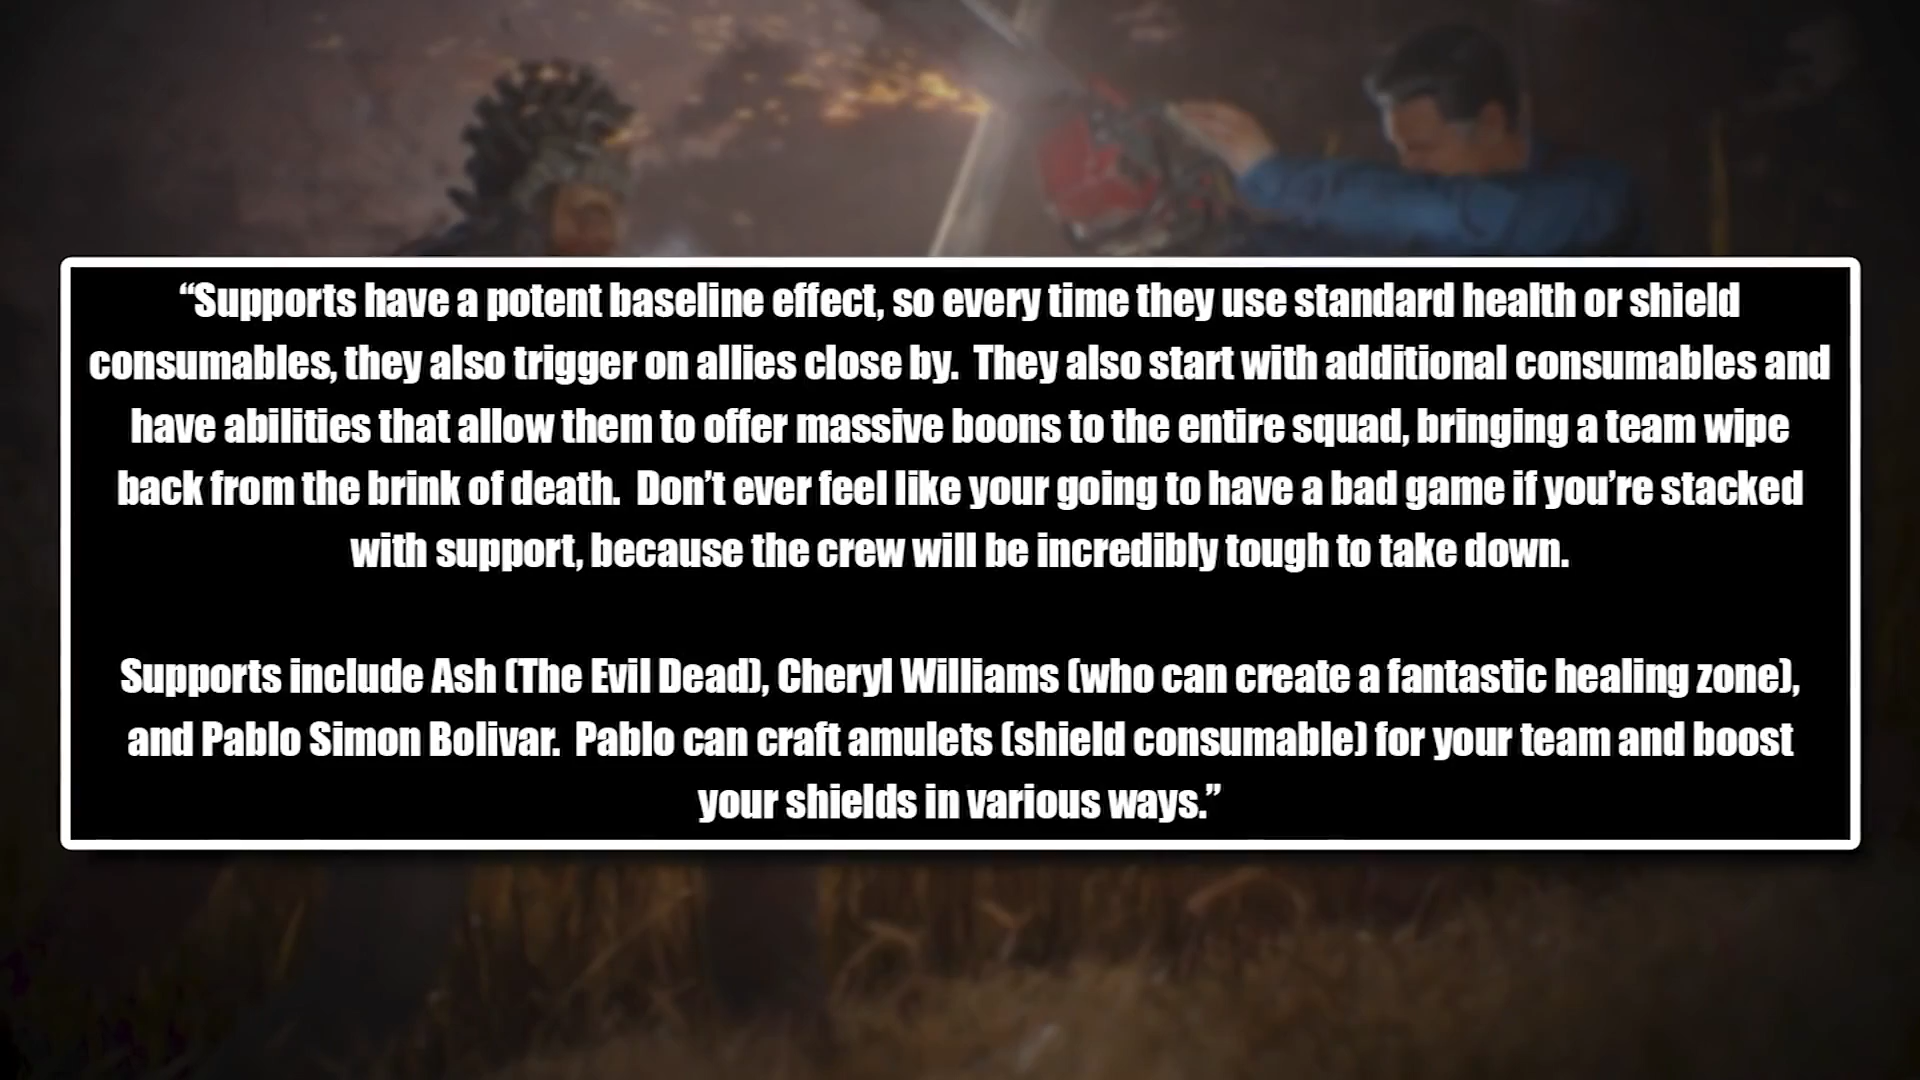 “Supports have a potent baseline effect, so every time they use standard health or shield
consumables, they also trigger on allies close by.  They also start with additional consumables and
have abilities that allow them to offer massive boons to the entire squad, bringing a team wipe
back from the brink of death.  Don’t ever feel like your going to have a bad game if you’re stacked
with support, because the crew will be incredibly tough to take down.
Supports include Ash (The Evil Dead), Cheryl Williams (who can create a fantastic healing zone),
and Pablo Simon Bolivar.  Pablo can craft amulets (shield consumable) for your team and boost
your shields in various ways.”